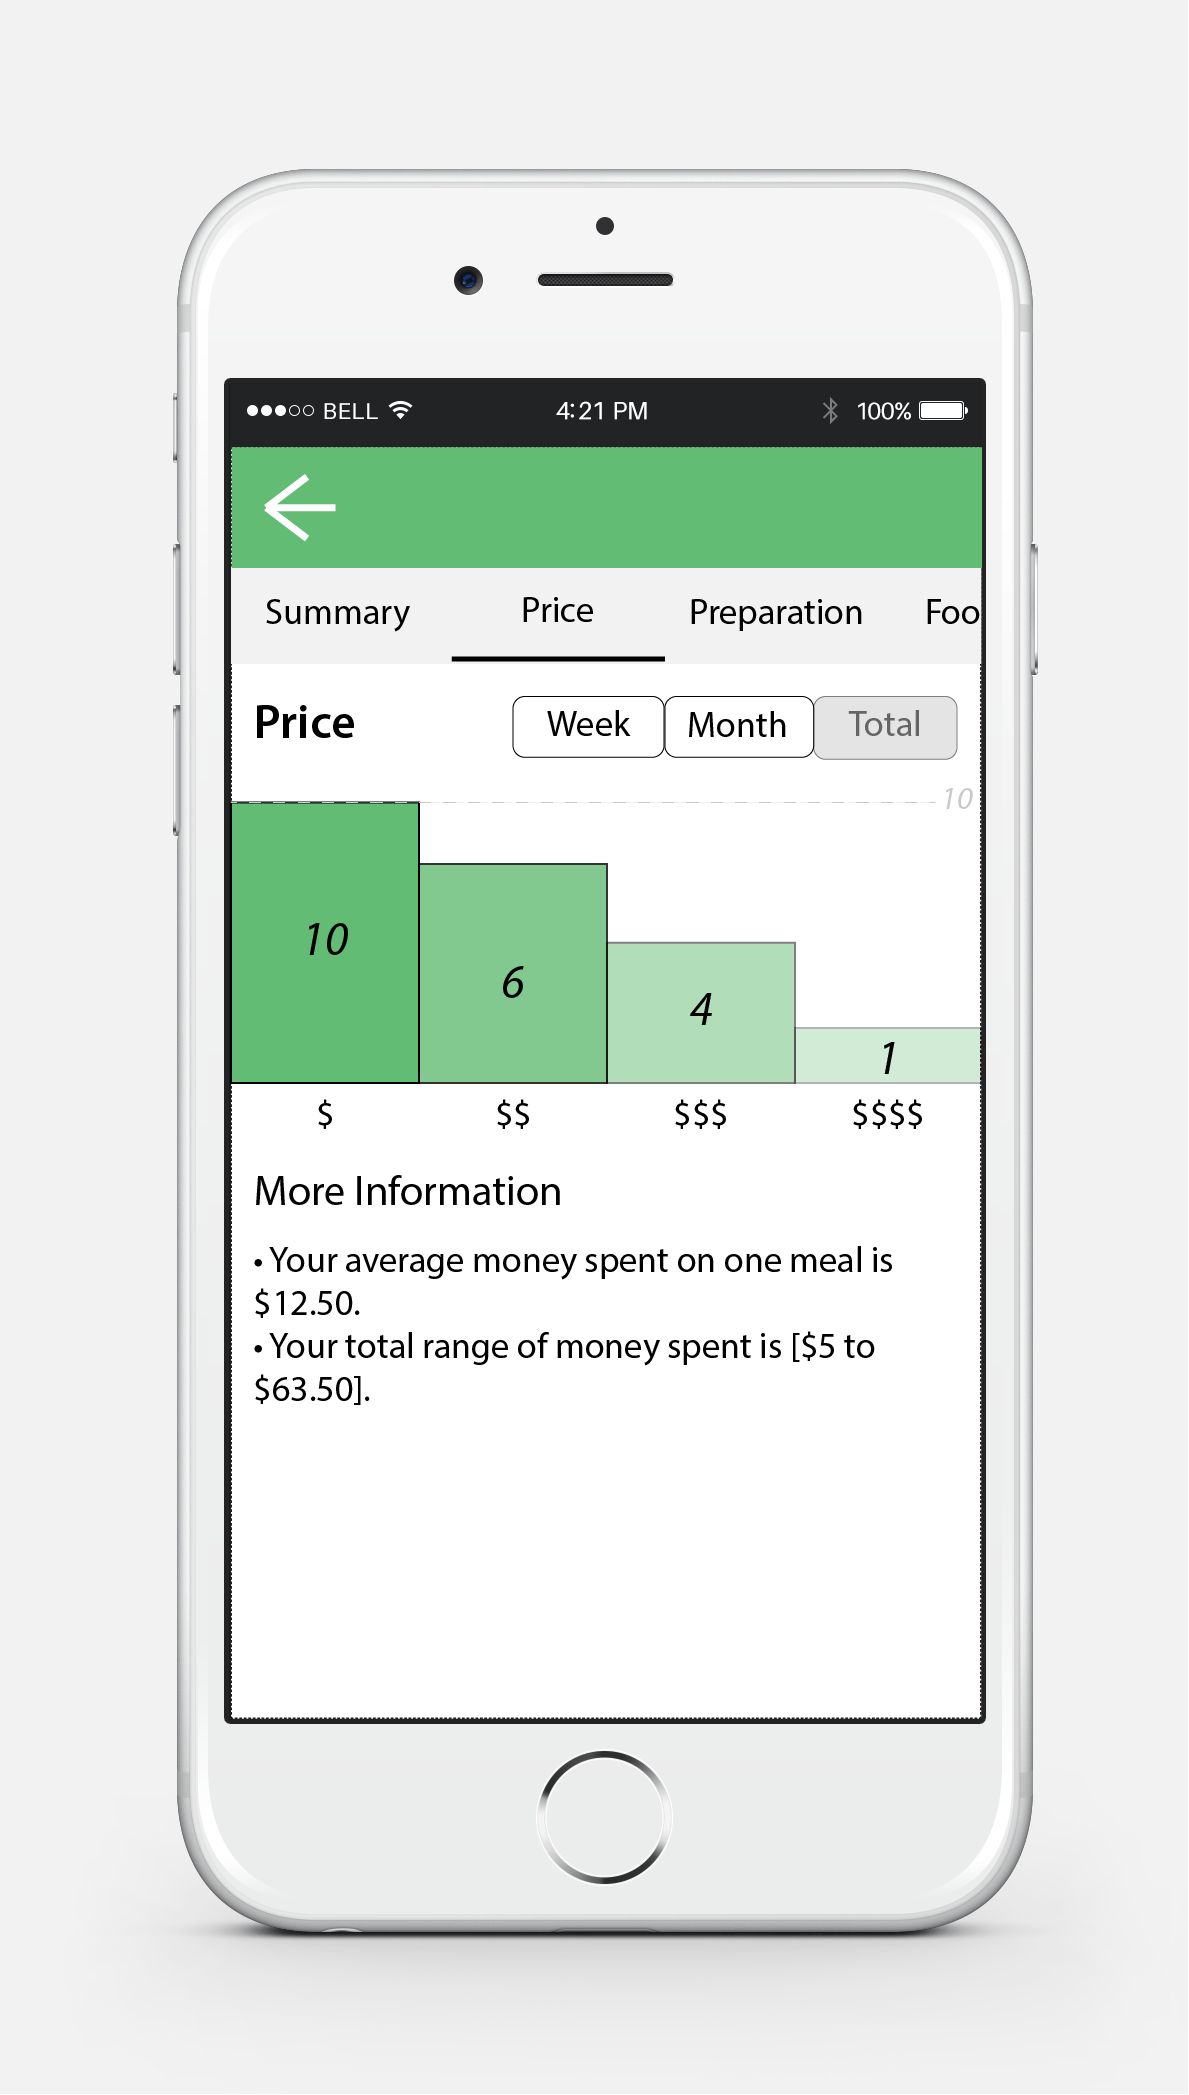 BELL 4:21 PM 100%
Summary Price Preparation Foo
Price Week Month Total
10
10
6
4
1
$ $$ $$$ $$$$
More Information
• Your average money spent on one meal is
$12.50.
• Your total range of money spent is [$5 to
$63.50].